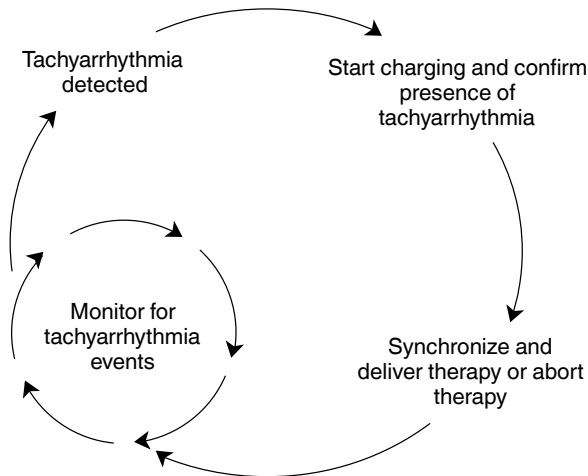 Tachyarrhythmia
detected
Start charging and confirm
presence of
tachyarrhythmia
Monitor for
tachyarrhythmia
events
Synchronize and
deliver therapy or abort
therapy